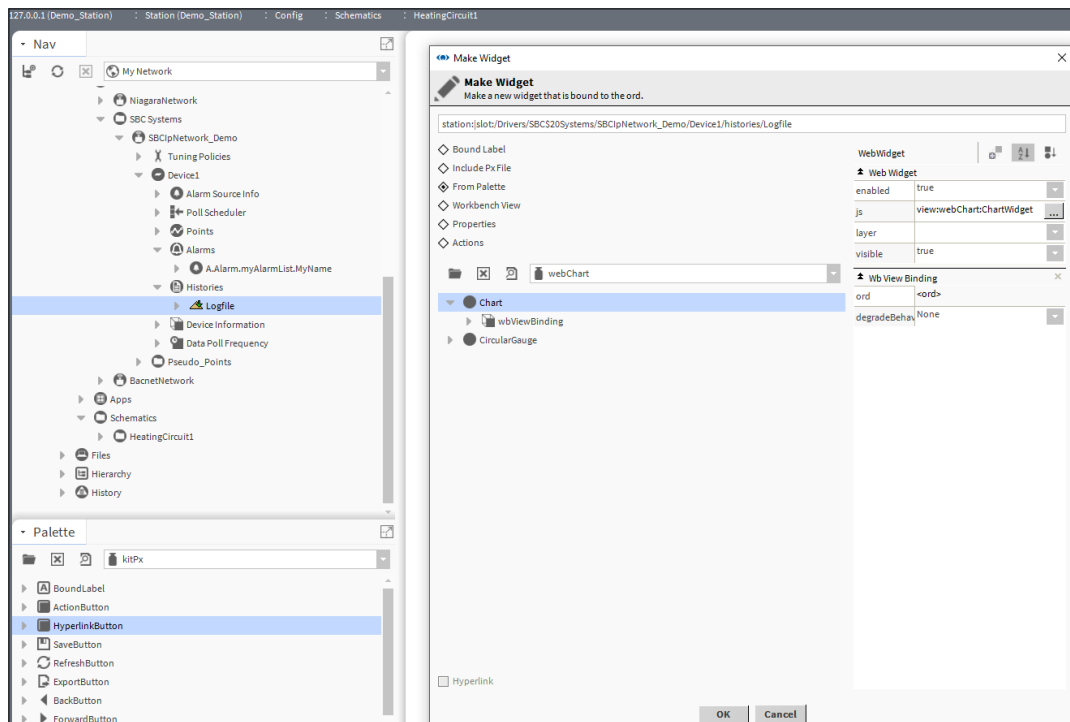 127.0.0.1 (Demo_Station) : Station (Demo_Station) : Config : Schematics : HeatingCircuit1
Nav
My Network
NiagaraNetwork
SBC Systems
SBCIpNetwork_Demo
Tuning Policies
Device1
Alarm Source Info
Poll Scheduler
Points
Alarms
A.Alarm.myAlarmList.MyName
Histories
Logfile
Device Information
Data Poll Frequency
Pseudo_Points
BacnetNetwork
Apps
Schematics
HeatingCircuit1
Files
Hierarchy
History
Palette
kitPx
BoundLabel
ActionButton
HyperlinkButton
SaveButton
RefreshButton
ExportButton
BackButton
ForwardButton
Make Widget
Make Widget
Make a new widget that is bound to the ord.
station:|slot:/Drivers/SBC$20Systems/SBCIpNetwork_Demo/Device1/histories/Logfile
Bound Label
Include Px File
From Palette
Workbench View
Properties
Actions
webChart
Chart
wbViewBinding
CircularGauge
Hyperlink
WebWidget
Web Widget
enabled true
js view:webChart:ChartWidget ...
layer
visible true
Wb View Binding
ord <ord>
degradeBehav None
OK Cancel